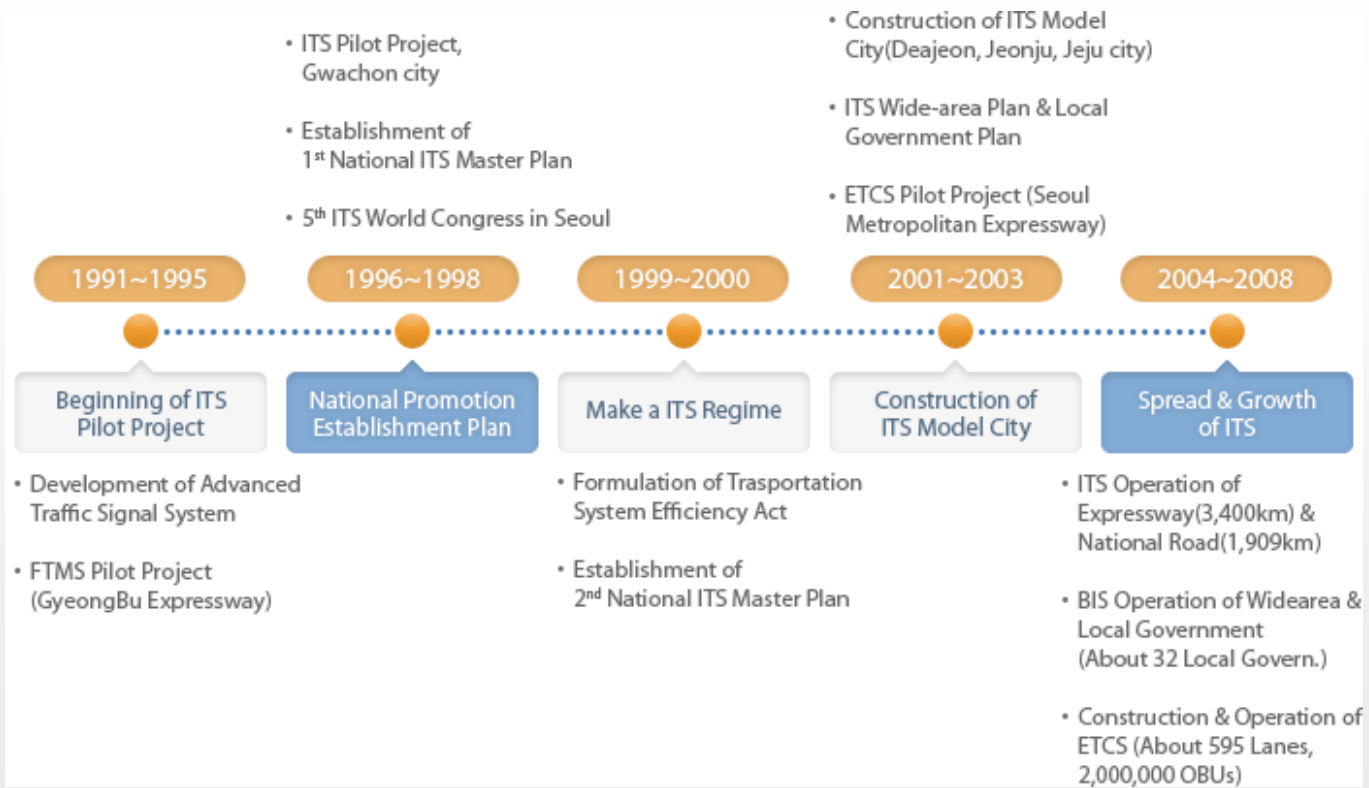 • ITS Pilot Project,
Gwachon city
• Establishment of
1st National ITS Master Plan
• 5th ITS World Congress in Seoul
• Construction of ITS Model
City(Deajeon, Jeonju, Jeju city)
• ITS Wide-area Plan & Local
Government Plan
• ETCS Pilot Project (Seoul
Metropolitan Expressway)
1991~1995
1996~1998
1999~2000
2001~2003
2004~2008
Beginning of ITS
Pilot Project
National Promotion
Establishment Plan
Make a ITS Regime
Construction of
ITS Model City
Spread & Growth
of ITS
• Development of Advanced
Traffic Signal System
• FTMS Pilot Project
(GyeongBu Expressway)
• Formulation of Trasportation
System Efficiency Act
• Establishment of
2nd National ITS Master Plan
• ITS Operation of
Expressway(3,400km) &
National Road(1,909km)
• BIS Operation of Widearea &
Local Government
(About 32 Local Govern.)
• Construction & Operation of
ETCS (About 595 Lanes,
2,000,000 OBUs)